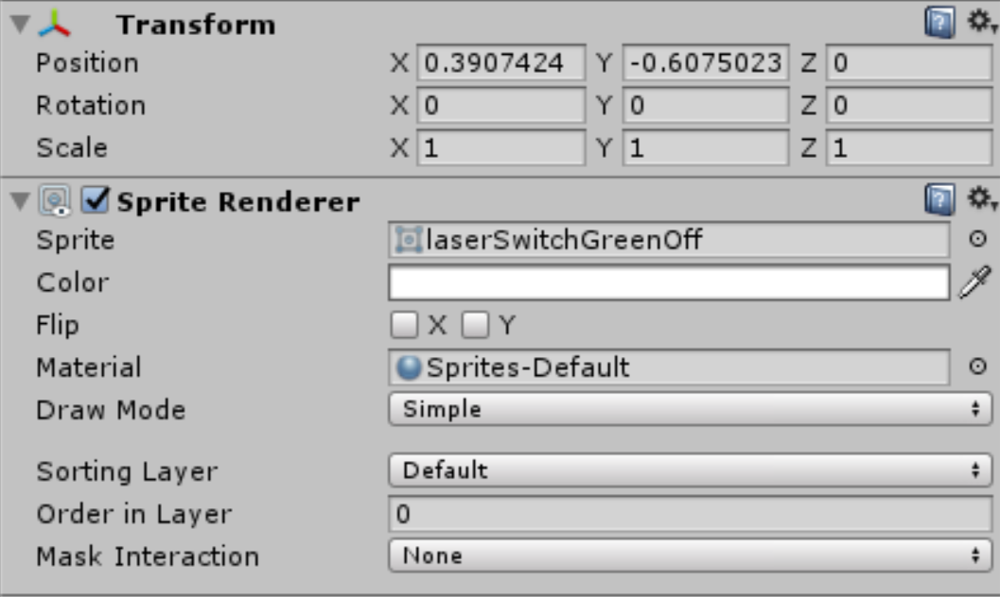 Transform
Position X 0.3907424 Y -0.6075023 Z 0
Rotation X 0 Y 0 Z 0
Scale X 1 Y 1 Z 1
Sprite Renderer
Sprite laserSwitchGreenOff
Color
Flip X Y
Material Sprites-Default
Draw Mode Simple
Sorting Layer Default
Order in Layer 0
Mask Interaction None